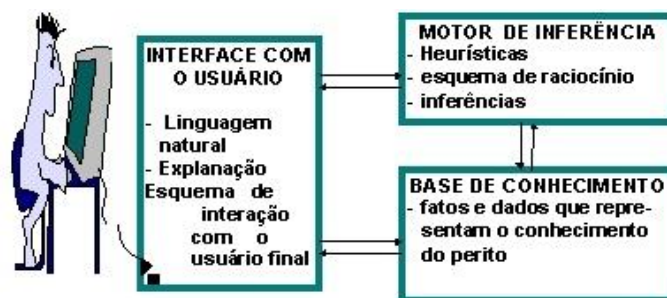 INTERFACE COM
O USUÁRIO
- Linguagem
natural
- Explanação
Esquema de
interação
com o
usuário final
MOTOR DE INFERÊNCIA
- Heurísticas
- esquema de raciocínio
- inferências
BASE DE CONHECIMENTO
- fatos e dados que repre-
sentam o conhecimento
do perito